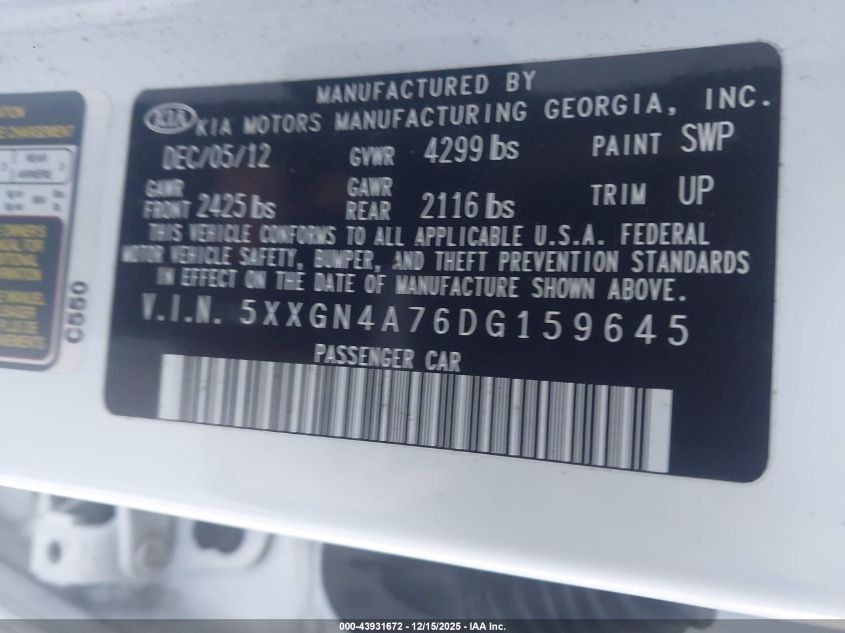 MANUFACTURED BY
KIA KIA MOTORS MANUFACTURING GEORGIA, INC.
DEC/05/12 GVWR 4299 lbs PAINT SWP
GAWR FRONT 2425 lbs GAWR REAR 2116 lbs TRIM UP
THIS VEHICLE CONFORMS TO ALL APPLICABLE U.S.A. FEDERAL
MOTOR VEHICLE SAFETY, BUMPER, AND THEFT PREVENTION STANDARDS
IN EFFECT ON THE DATE OF MANUFACTURE SHOWN ABOVE.
V.I.N. 5XXGN4A76DG159645
PASSENGER CAR
REAR
ARRIERE
C550
000-43931672 - 12/15/2025 - IAA Inc.